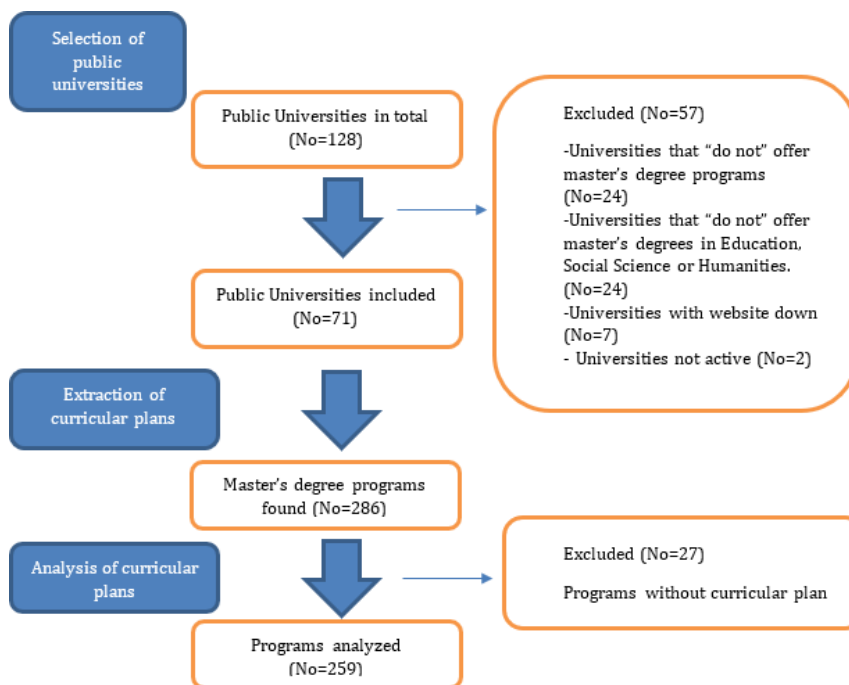 Selection of
public
universities
Public Universities in total
(No=128)
Excluded (No=57)
-Universities that “do not” offer
master’s degree programs
(No=24)
-Universities that “do not” offer
master’s degrees in Education,
Social Science or Humanities.
(No=24)
-Universities with website down
(No=7)
- Universities not active (No=2)
Public Universities included
(No=71)
Extraction of
curricular plans
Master’s degree programs
found (No=286)
Analysis of curricular
plans
Excluded (No=27)
Programs without curricular plan
Programs analyzed
(No=259)